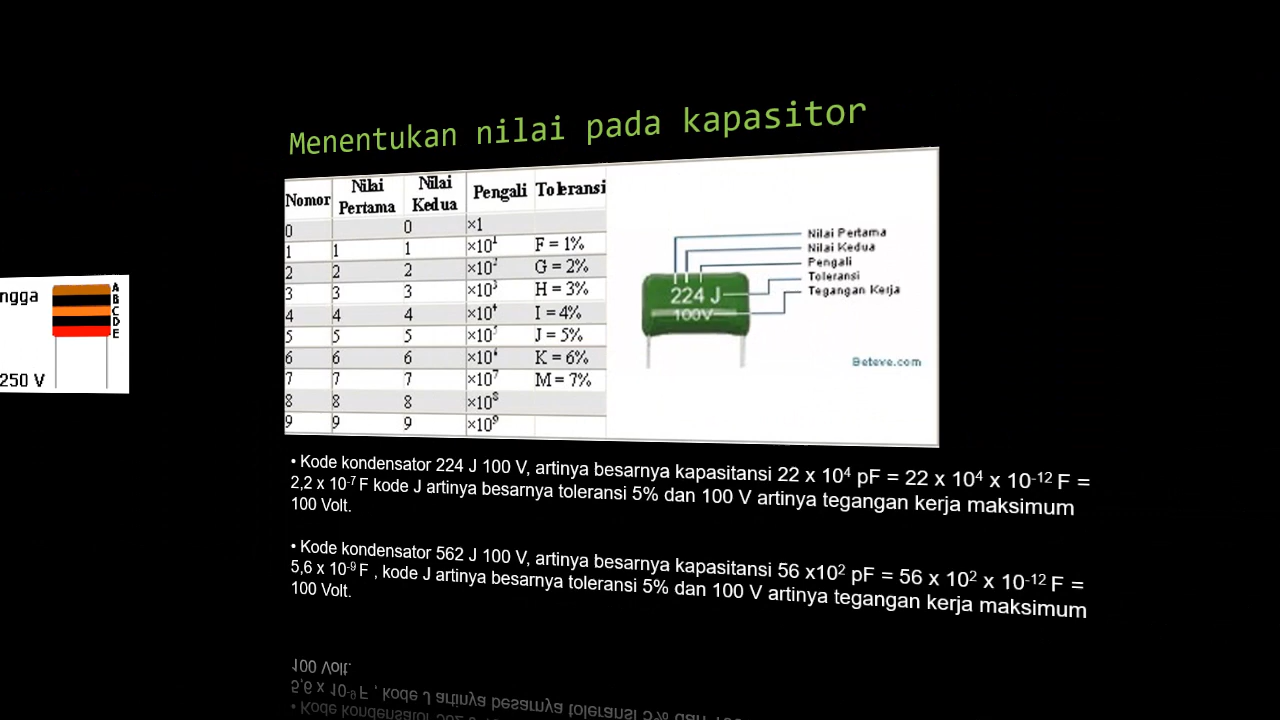 Menentukan nilai pada kapasitor
Nomor Nilai Pertama Nilai Kedua Pengali Toleransi
0 0 ×1
1 1 1 ×10¹ F = 1%
2 2 2 ×10² G = 2%
3 3 3 ×10³ H = 3%
4 4 4 ×10⁴ I = 4%
5 5 5 ×10⁵ J = 5%
6 6 6 ×10⁶ K = 6%
7 7 7 ×10⁷ M = 7%
8 8 8 ×10⁸
9 9 9 ×10⁹
Nilai Pertama
Nilai Kedua
Pengali
Toleransi
Tegangan Kerja
224 J
100V
Beteve.com
ngga
A
B
C
D
E
250 V
• Kode kondensator 224 J 100 V, artinya besarnya kapasitansi 22 x 10⁴ pF = 22 x 10⁴ x 10⁻¹² F =
2,2 x 10⁻⁷ F kode J artinya besarnya toleransi 5% dan 100 V artinya tegangan kerja maksimum
100 Volt.
• Kode kondensator 562 J 100 V, artinya besarnya kapasitansi 56 x10² pF = 56 x 10² x 10⁻¹² F =
5,6 x 10⁻⁹ F , kode J artinya besarnya toleransi 5% dan 100 V artinya tegangan kerja maksimum
100 Volt.